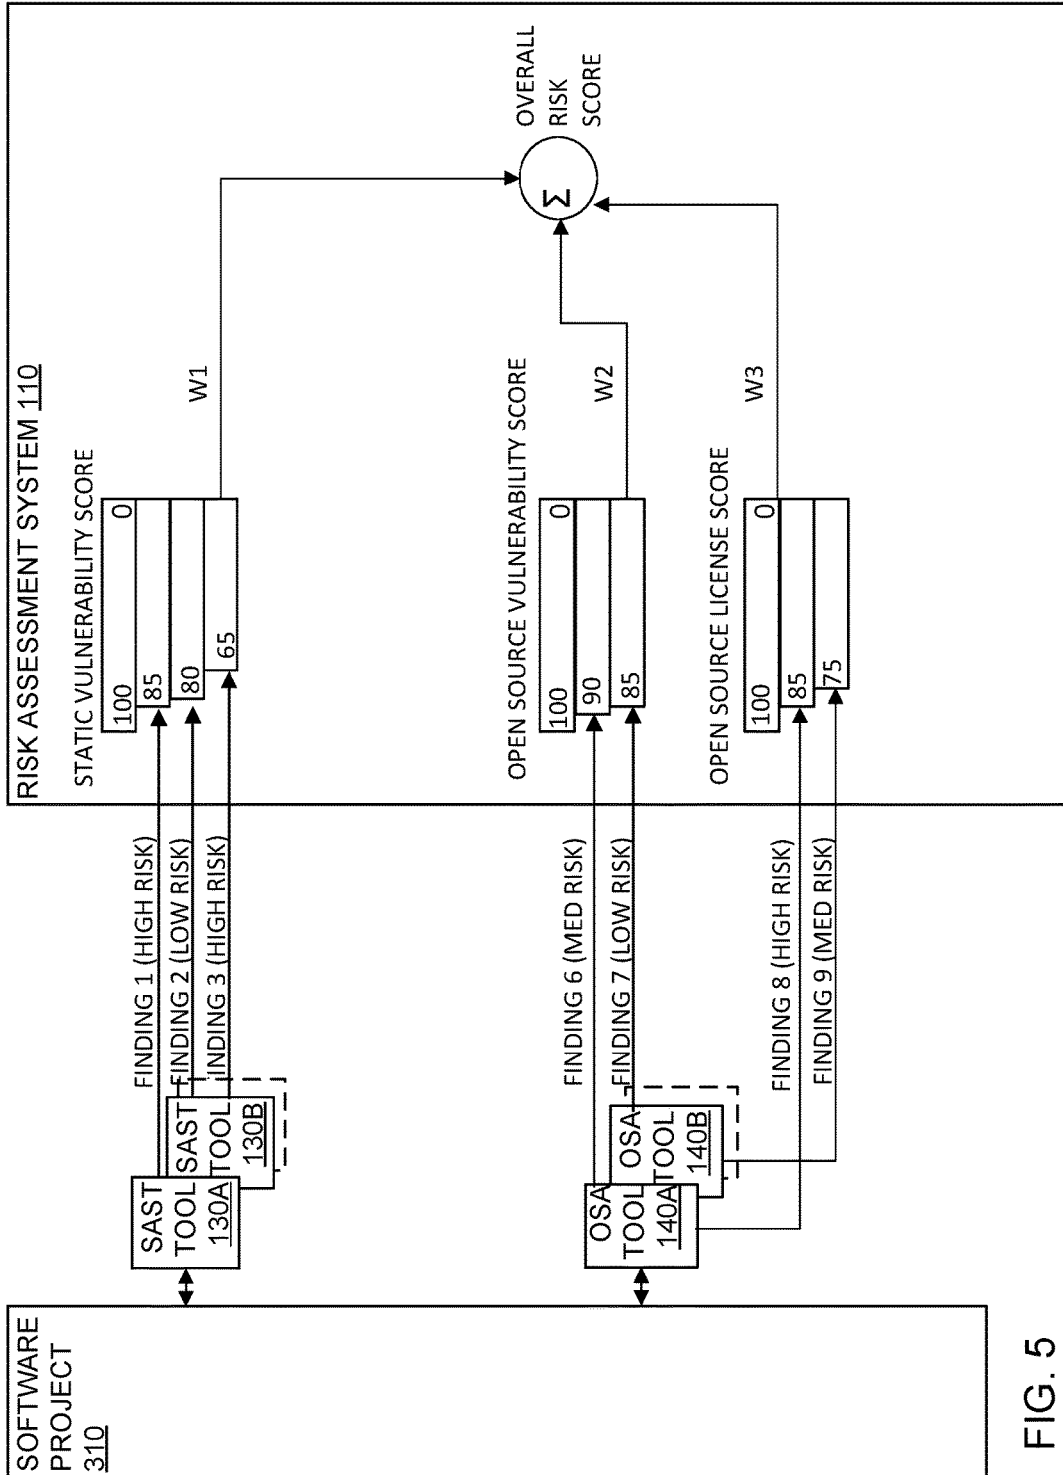 SOFTWARE
PROJECT
310
SAST
TOOL
130A
SAST
TOOL
130B
FINDING 1 (HIGH RISK)
FINDING 2 (LOW RISK)
INDING 3 (HIGH RISK)
OSA
TOOL
140A
OSA
TOOL
140B
FINDING 6 (MED RISK)
FINDING 7 (LOW RISK)
FINDING 8 (HIGH RISK)
FINDING 9 (MED RISK)
RISK ASSESSMENT SYSTEM 110
STATIC VULNERABILITY SCORE
100 0
85
80
65
W1
OPEN SOURCE VULNERABILITY SCORE
100 0
90
85
W2
OPEN SOURCE LICENSE SCORE
100 0
85
75
W3
Σ
OVERALL
RISK
SCORE
FIG. 5